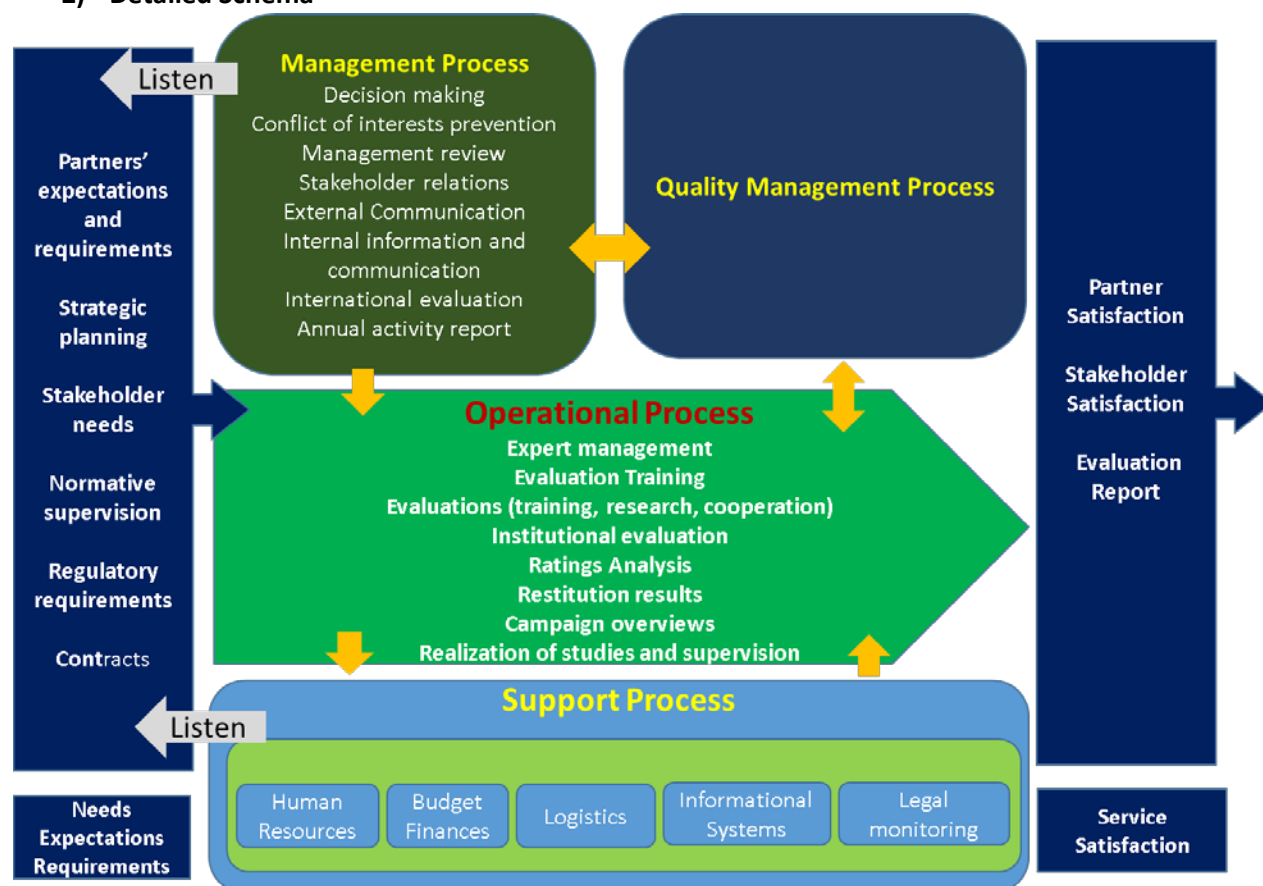 2) Detailed Schema
Listen
Partners’
expectations
and
requirements
Strategic
planning
Stakeholder
needs
Normative
supervision
Regulatory
requirements
Contracts
Listen
Needs
Expectations
Requirements
Management Process
Decision making
Conflict of interests prevention
Management review
Stakeholder relations
External Communication
Internal information and
communication
International evaluation
Annual activity report
Quality Management Process
Operational Process
Expert management
Evaluation Training
Evaluations (training, research, cooperation)
Institutional evaluation
Ratings Analysis
Restitution results
Campaign overviews
Realization of studies and supervision
Support Process
Human
Resources
Budget
Finances
Logistics
Informational
Systems
Legal
monitoring
Partner
Satisfaction
Stakeholder
Satisfaction
Evaluation
Report
Service
Satisfaction